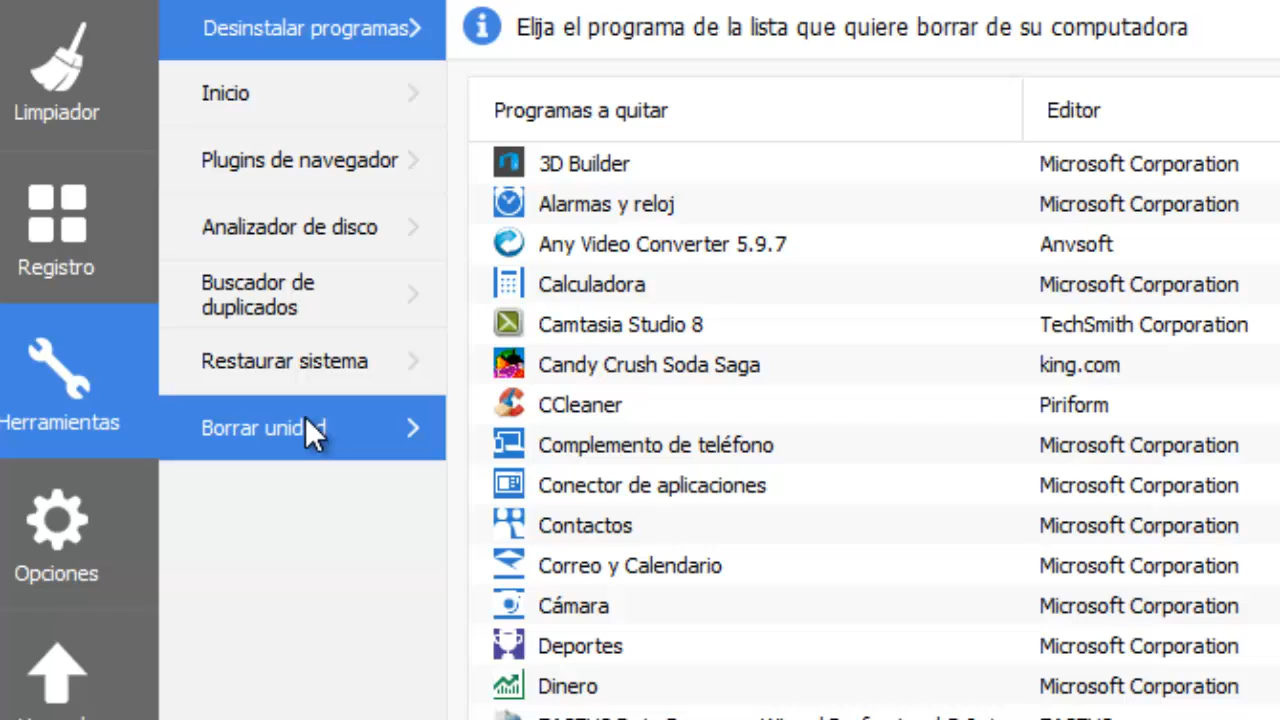 Limpiador
Registro
Herramientas
Opciones
Desinstalar programas
Inicio
Plugins de navegador
Analizador de disco
Buscador de
duplicados
Restaurar sistema
Borrar unidad
Elija el programa de la lista que quiere borrar de su computadora
Programas a quitar Editor
3D Builder Microsoft Corporation
Alarmas y reloj Microsoft Corporation
Any Video Converter 5.9.7 Anvsoft
Calculadora Microsoft Corporation
Camtasia Studio 8 TechSmith Corporation
Candy Crush Soda Saga king.com
CCleaner Piriform
Complemento de teléfono Microsoft Corporation
Conector de aplicaciones Microsoft Corporation
Contactos Microsoft Corporation
Correo y Calendario Microsoft Corporation
Cámara Microsoft Corporation
Deportes Microsoft Corporation
Dinero Microsoft Corporation